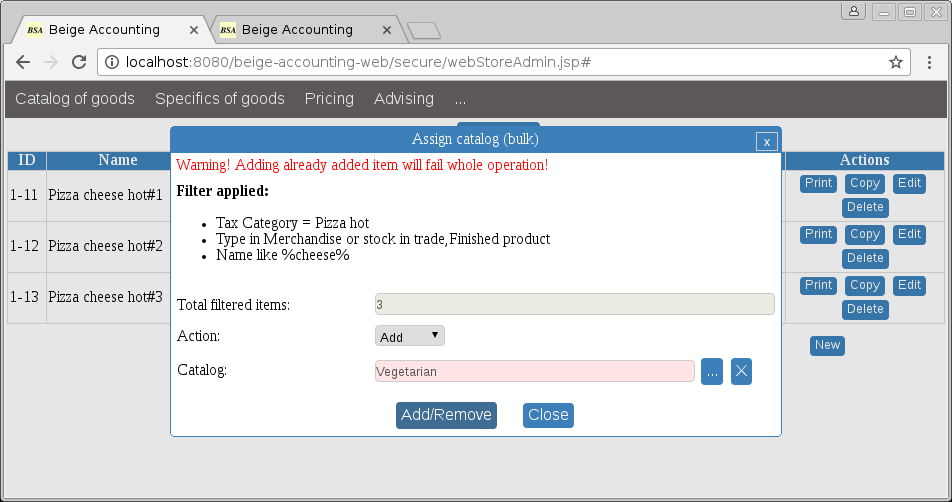 BSA Beige Accounting
BSA Beige Accounting
localhost:8080/beige-accounting-web/secure/webStoreAdmin.jsp#
Catalog of goods Specifics of goods Pricing Advising ...
Assign catalog (bulk) x
ID Name Actions
Warning! Adding already added item will fail whole operation!
Filter applied:
Tax Category = Pizza hot
Type in Merchandise or stock in trade,Finished product
Name like %cheese%
Total filtered items: 3
Action: Add
Catalog: Vegetarian ... X
Add/Remove Close
1-11 Pizza cheese hot#1 Print Copy Edit
Delete
1-12 Pizza cheese hot#2 Print Copy Edit
Delete
1-13 Pizza cheese hot#3 Print Copy Edit
Delete
New